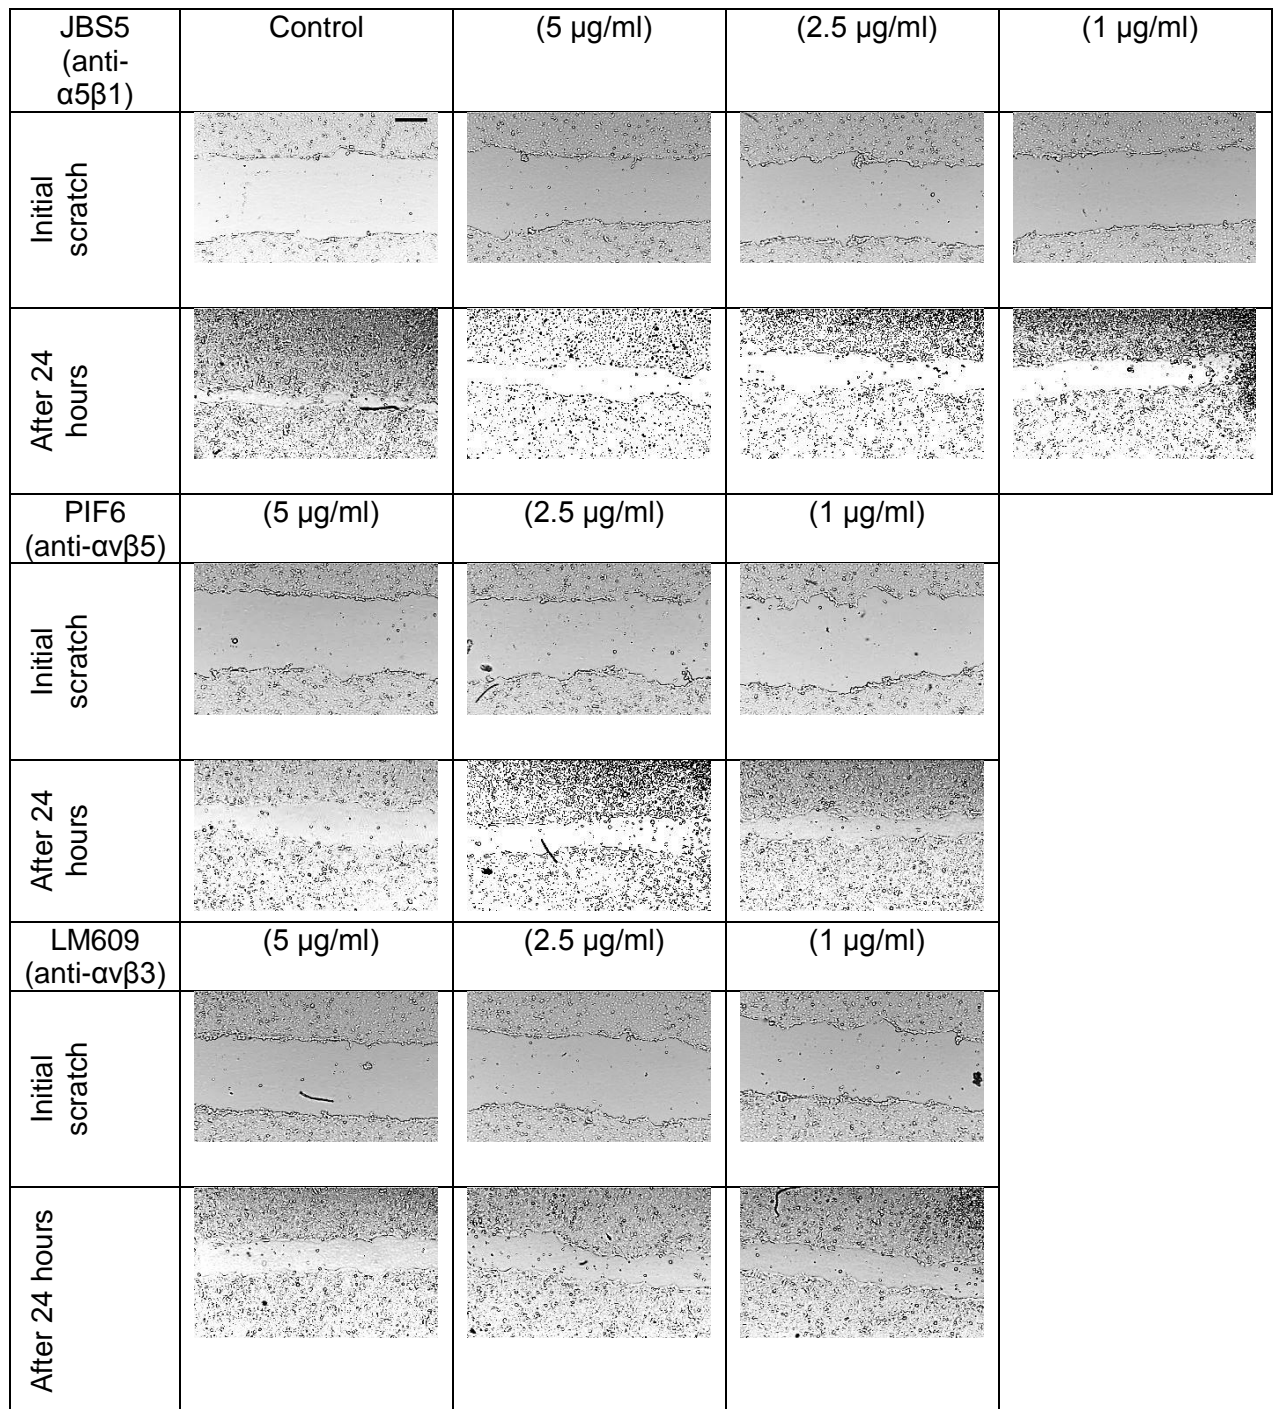 JBS5 Control (5 µg/ml) (2.5 µg/ml) (1 µg/ml)
(anti-
α5β1)
Initial
scratch
After 24
hours
PIF6 (5 µg/ml) (2.5 µg/ml) (1 µg/ml)
(anti-αvβ5)
Initial
scratch
After 24
hours
LM609 (5 µg/ml) (2.5 µg/ml) (1 µg/ml)
(anti-αvβ3)
Initial
scratch
After 24 hours